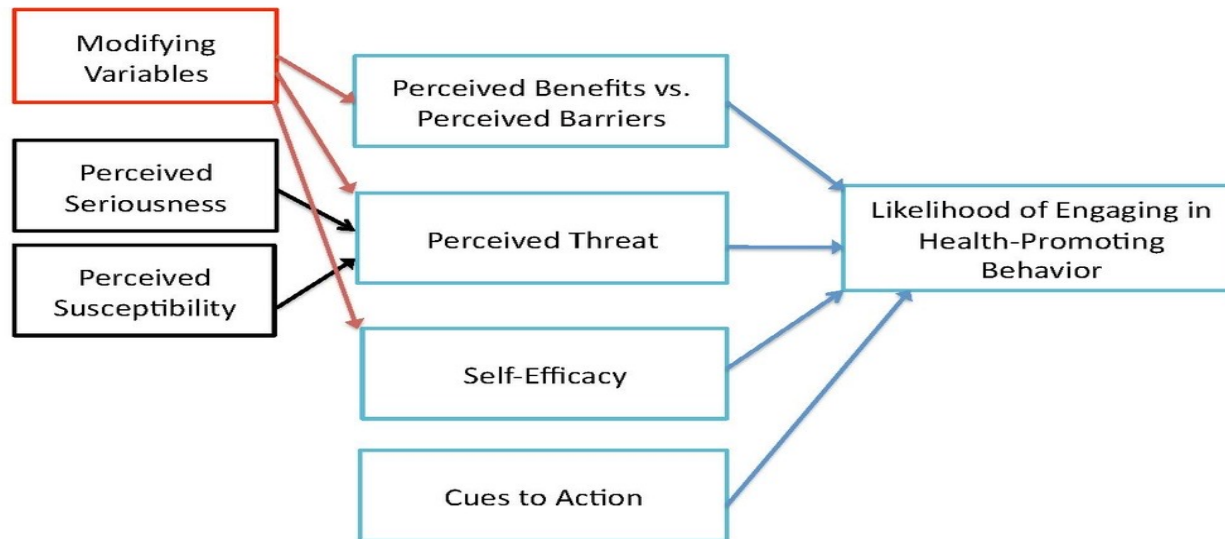 Modifying
Variables
Perceived Benefits vs.
Perceived Barriers
Perceived
Seriousness
Perceived Threat
Perceived
Susceptibility
Likelihood of Engaging in
Health-Promoting
Behavior
Self-Efficacy
Cues to Action